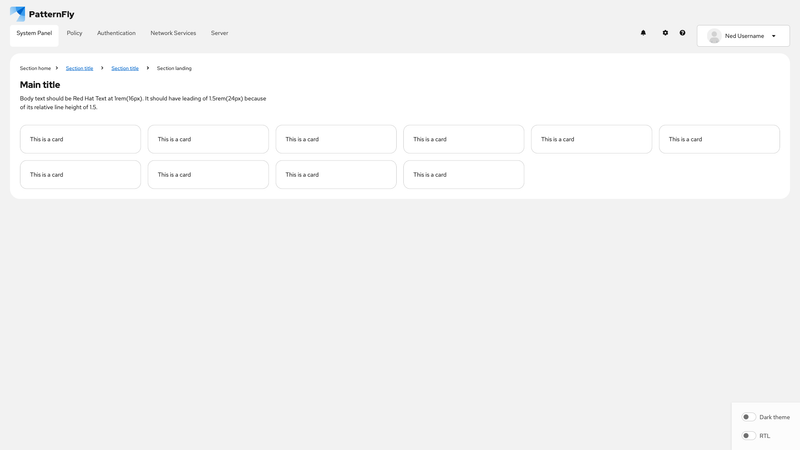 PatternFly
System Panel Policy Authentication Network Services Server
Ned Username
Section home Section title Section title Section landing
Main title
Body text should be Red Hat Text at 1rem(16px). It should have leading of 1.5rem(24px) because
of its relative line height of 1.5.
This is a card This is a card This is a card This is a card This is a card This is a card
This is a card This is a card This is a card This is a card
Dark theme
RTL